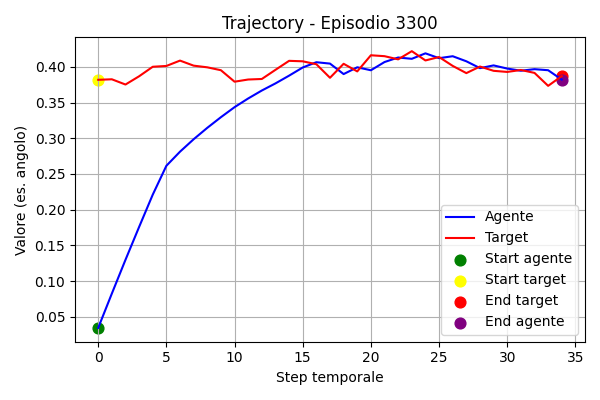 Trajectory - Episodio 3300
Valore (es. angolo)
0.40
0.35
0.30
0.25
0.20
0.15
0.10
0.05
0 5 10 15 20 25 30 35
Step temporale
Agente
Target
Start agente
Start target
End target
End agente